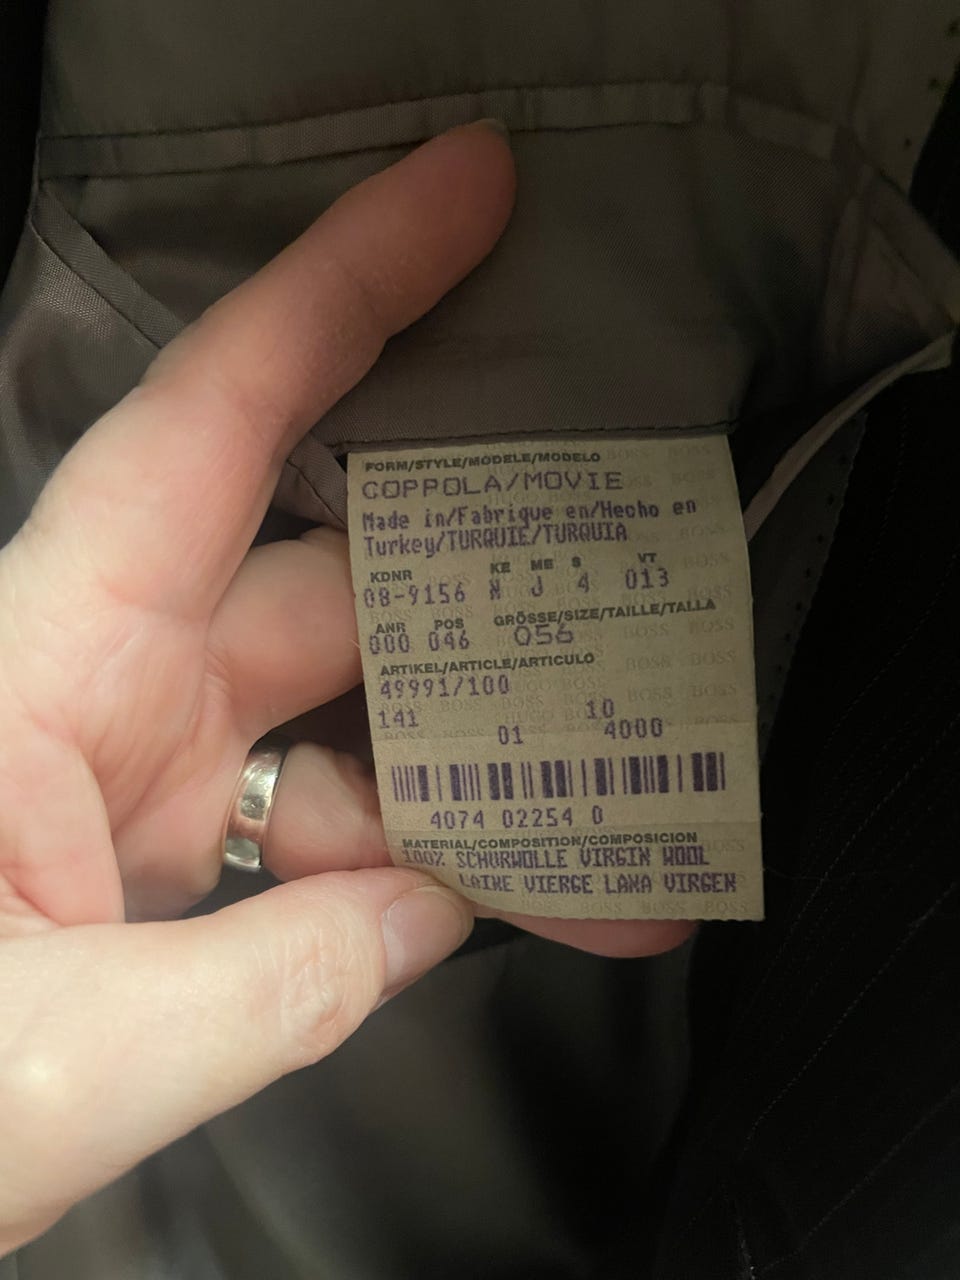 FORM/STYLE/MODELE/MODELO
COPPOLA/MOVIE
Made in/Fabrique en/Hecho en
Turkey/TURQUIE/TURQUIA
KDNR KE ME S VT
08-9156 N J 4 013
ANR POS GRÖSSE/SIZE/TAILLE/TALLA
000 046 056
ARTIKEL/ARTICLE/ARTICULO
49991/100
141 10
01 4000
4074 02254 0
MATERIAL/COMPOSITION/COMPOSICION
100% SCHURWOLLE VIRGIN WOOL
LAINE VIERGE LANA VIRGEN